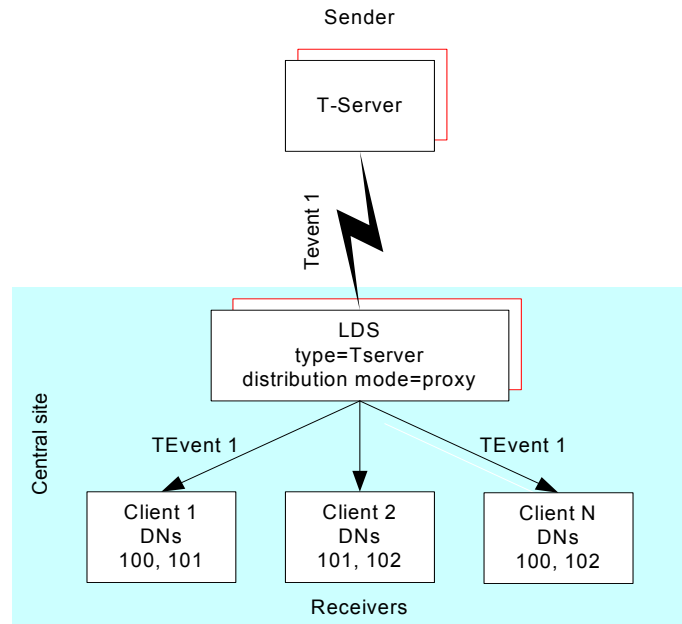 Sender
T-Server
Tevent 1
LDS
type=Tserver
distribution mode=proxy
Central site
TEvent 1
TEvent 1
Client 1
DNs
100, 101
Client 2
DNs
101, 102
Client N
DNs
100, 102
Receivers